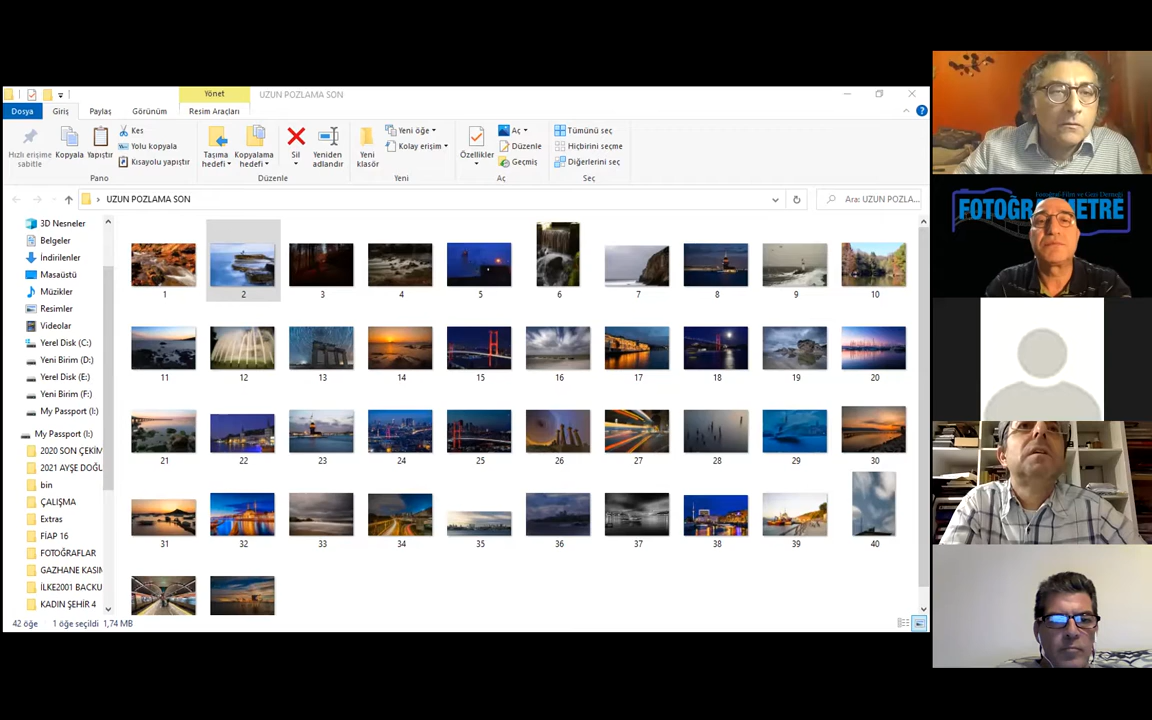 Yönet
UZUN POZLAMA SON
Dosya
Giriş
Paylaş
Görünüm
Resim Araçları
Hızlı erişime sabitle
Kopyala
Yapıştır
Kes
Yolu kopyala
Kısayolu yapıştır
Pano
Taşıma hedefi
Kopyalama hedefi
Sil
Yeniden adlandır
Düzenle
Yeni klasör
Yeni öğe
Kolay erişim
Yeni
Özellikler
Aç
Düzenle
Geçmiş
Aç
Tümünü seç
Hiçbirini seçme
Diğerlerini seç
Seç
UZUN POZLAMA SON
Ara: UZUN POZLA...
3D Nesneler
Belgeler
İndirilenler
Masaüstü
Müzikler
Resimler
Videolar
Yerel Disk (C:)
Yeni Birim (D:)
Yerel Disk (E:)
Yeni Birim (F:)
My Passport (I:)
My Passport (I:)
2020 SON ÇEKİM
2021 AYŞE DOĞL
bin
ÇALIŞMA
Extras
FİAP 16
FOTOĞRAFLAR
GAZHANE KASIM
İLKE2001 BACKU
KADIN ŞEHİR 4
1 2 3 4 5 6 7 8 9 10
11 12 13 14 15 16 17 18 19 20
21 22 23 24 25 26 27 28 29 30
31 32 33 34 35 36 37 38 39 40
42 öğe 1 öğe seçildi 1,74 MB
Fotoğraf-Film ve Gezi Derneği